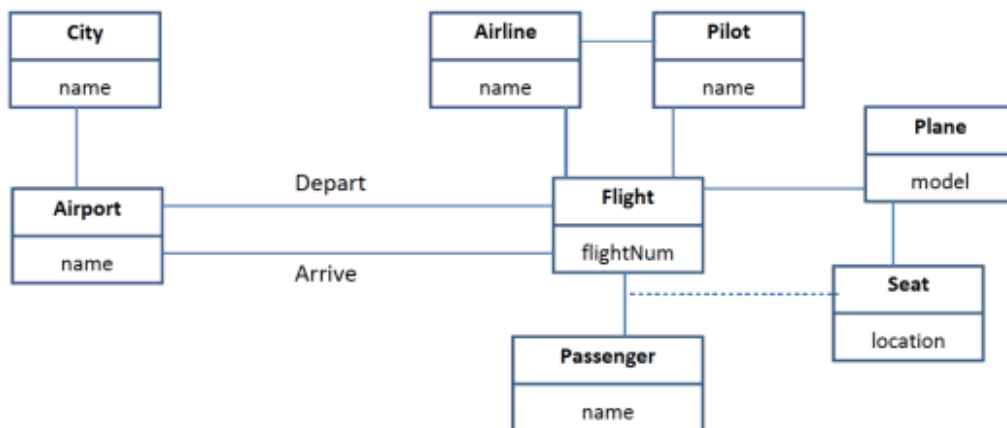 City
name
Airline
name
Pilot
name
Plane
model
Depart
Airport
name
Arrive
Flight
flightNum
Seat
location
Passenger
name